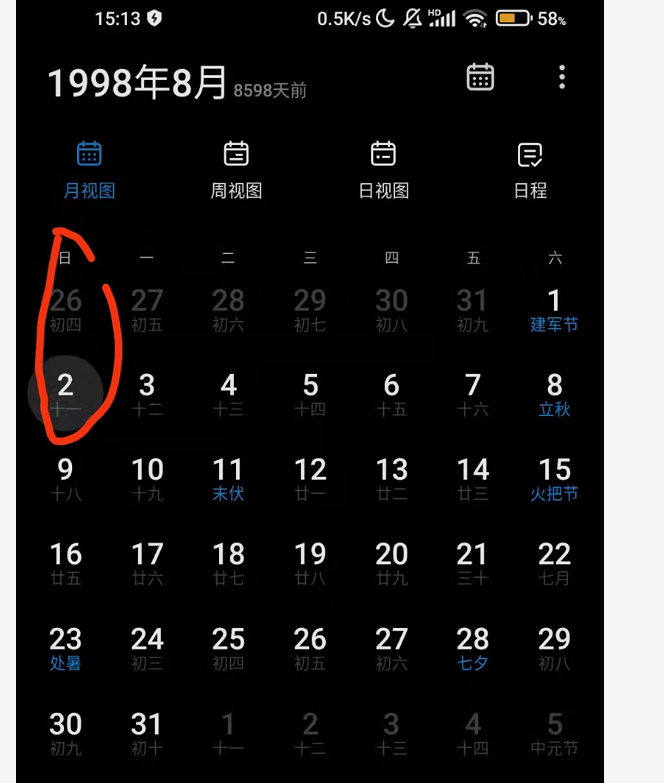 15:13 0.5K/s HD 58%
1998年8月 8598天前
月视图 周视图 日视图 日程
日 一 二 三 四 五 六
26 27 28 29 30 31 1
初四 初五 初六 初七 初八 初九 建军节
2 3 4 5 6 7 8
十一 十二 十三 十四 十五 十六 立秋
9 10 11 12 13 14 15
十八 十九 末伏 廿一 廿二 廿三 火把节
16 17 18 19 20 21 22
廿五 廿六 廿七 廿八 廿九 三十 七月
23 24 25 26 27 28 29
处暑 初三 初四 初五 初六 七夕 初八
30 31 1 2 3 4 5
初九 初十 十一 十二 十三 十四 中元节